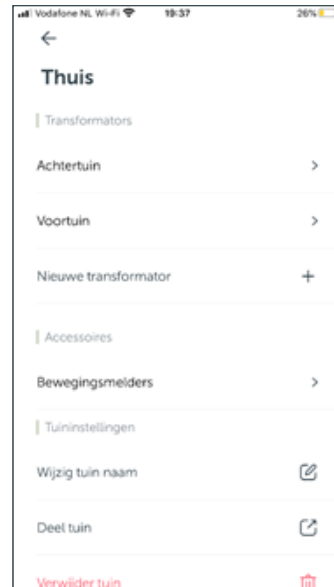 Vodafone NL Wi-Fi 19:37 26%
Thuis
Transformators
Achtertuin
Voortuin
Nieuwe transformator
Accessoires
Bewegingsmelders
Tuininstellingen
Wijzig tuin naam
Deel tuin
Verwijder tuin